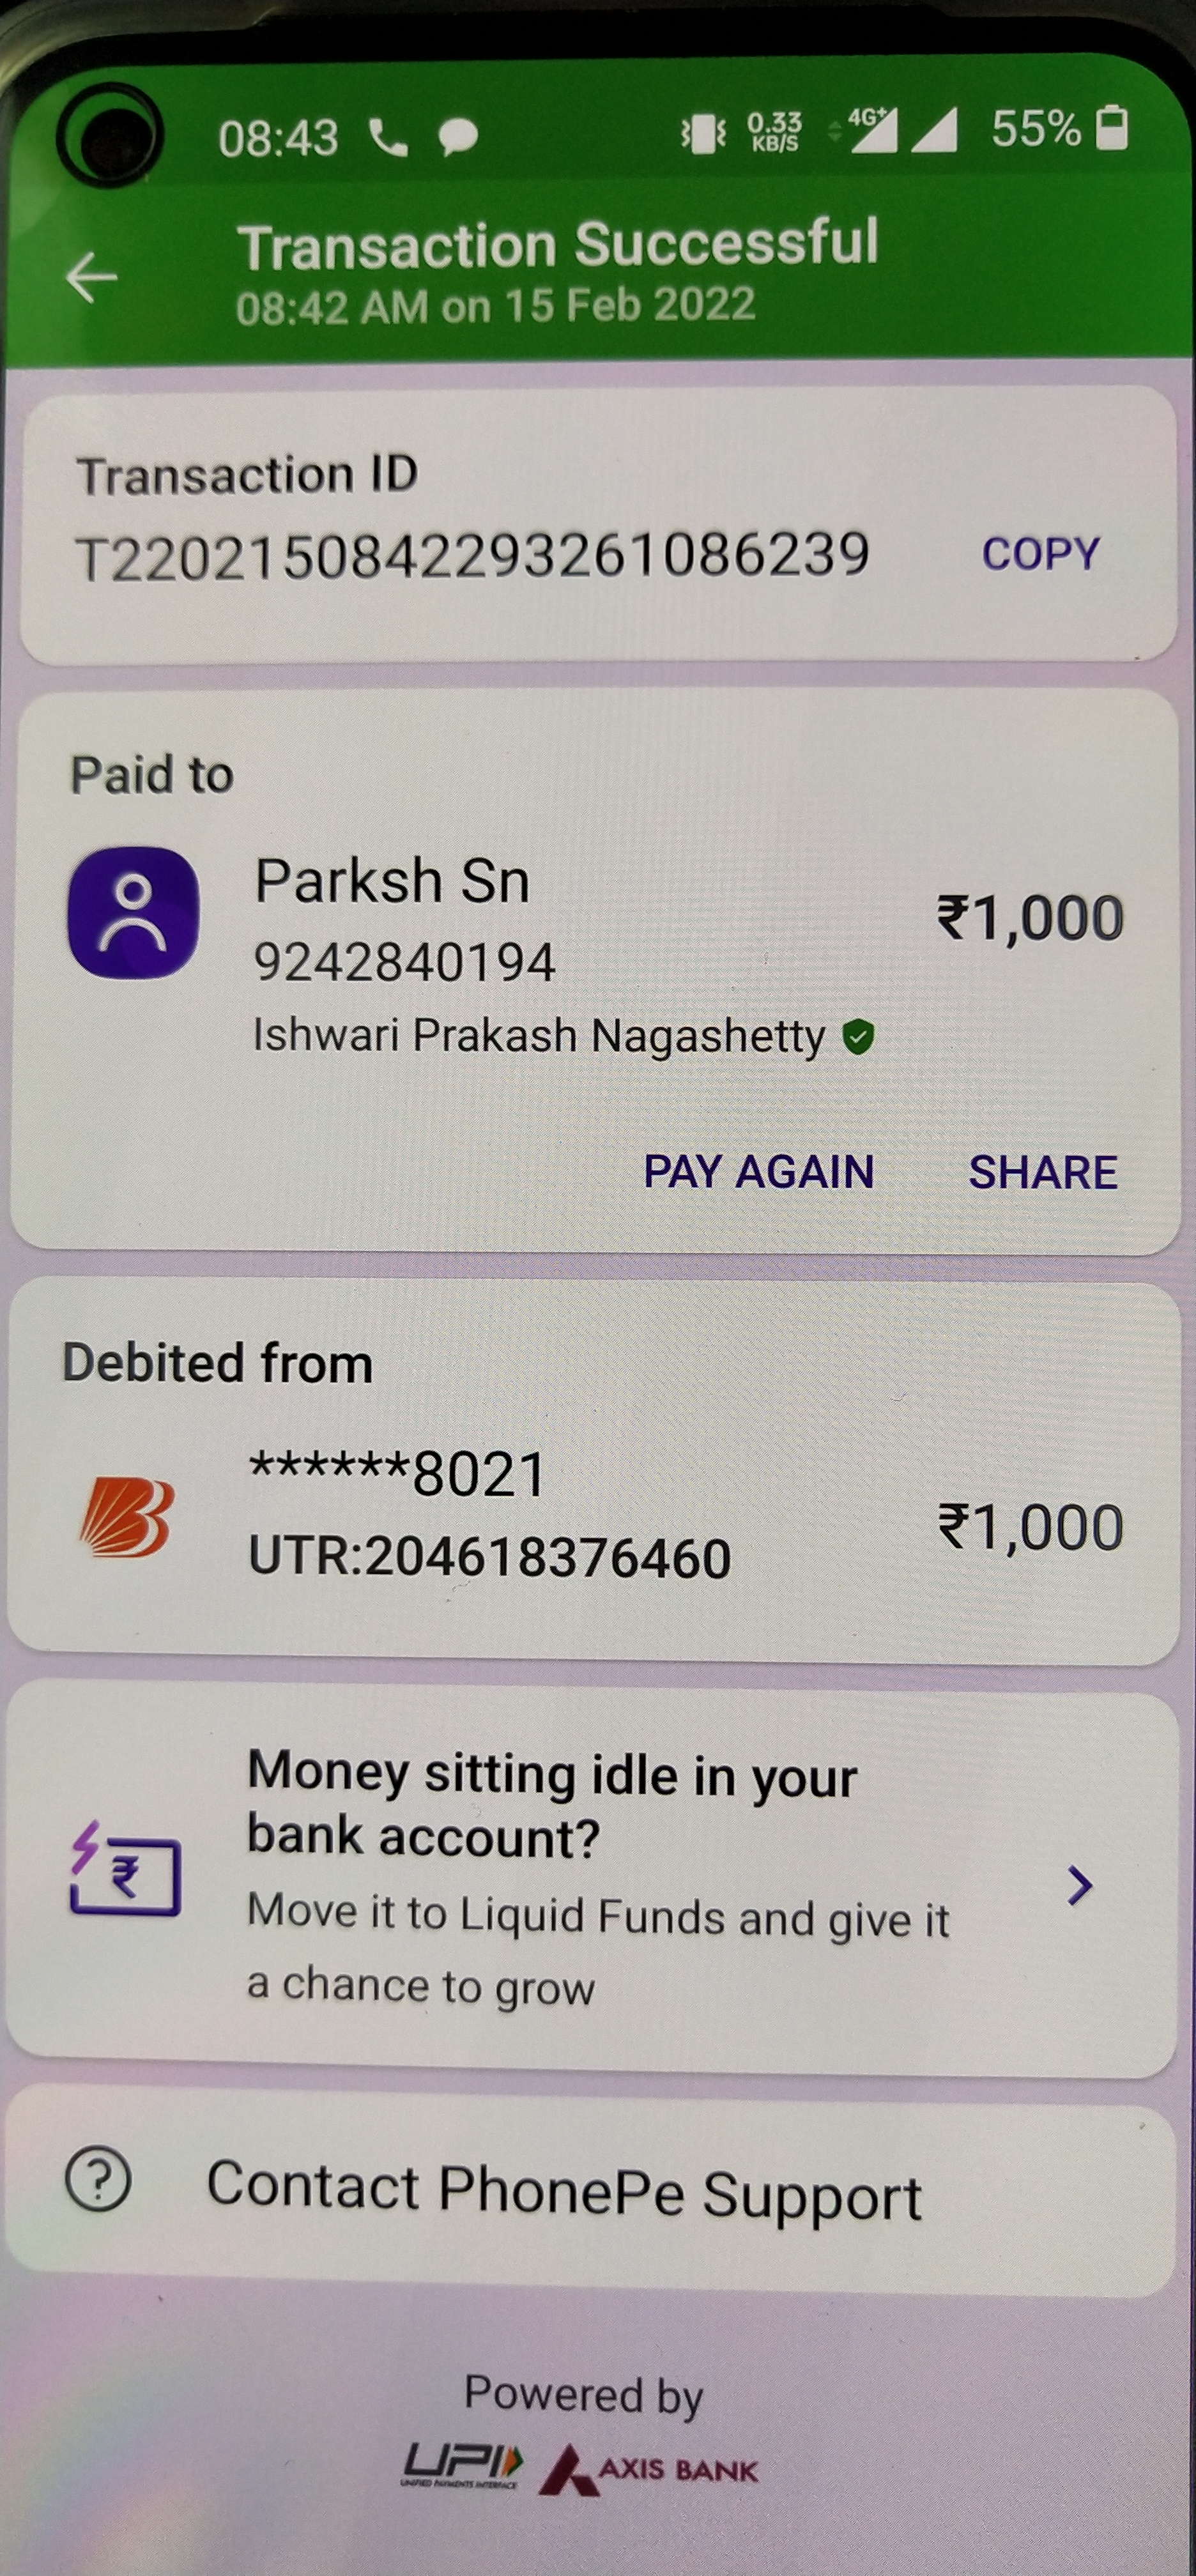 08:43
0.33
KB/S
4G+
55%
Transaction Successful
08:42 AM on 15 Feb 2022
Transaction ID
T2202150842293261086239
COPY
Paid to
Parksh Sn
₹1,000
9242840194
Ishwari Prakash Nagashetty
PAY AGAIN
SHARE
Debited from
******8021
₹1,000
UTR:204618376460
Money sitting idle in your
bank account?
Move it to Liquid Funds and give it
a chance to grow
Contact PhonePe Support
Powered by
UPI
UNIFIED PAYMENTS INTERFACE
AXIS BANK